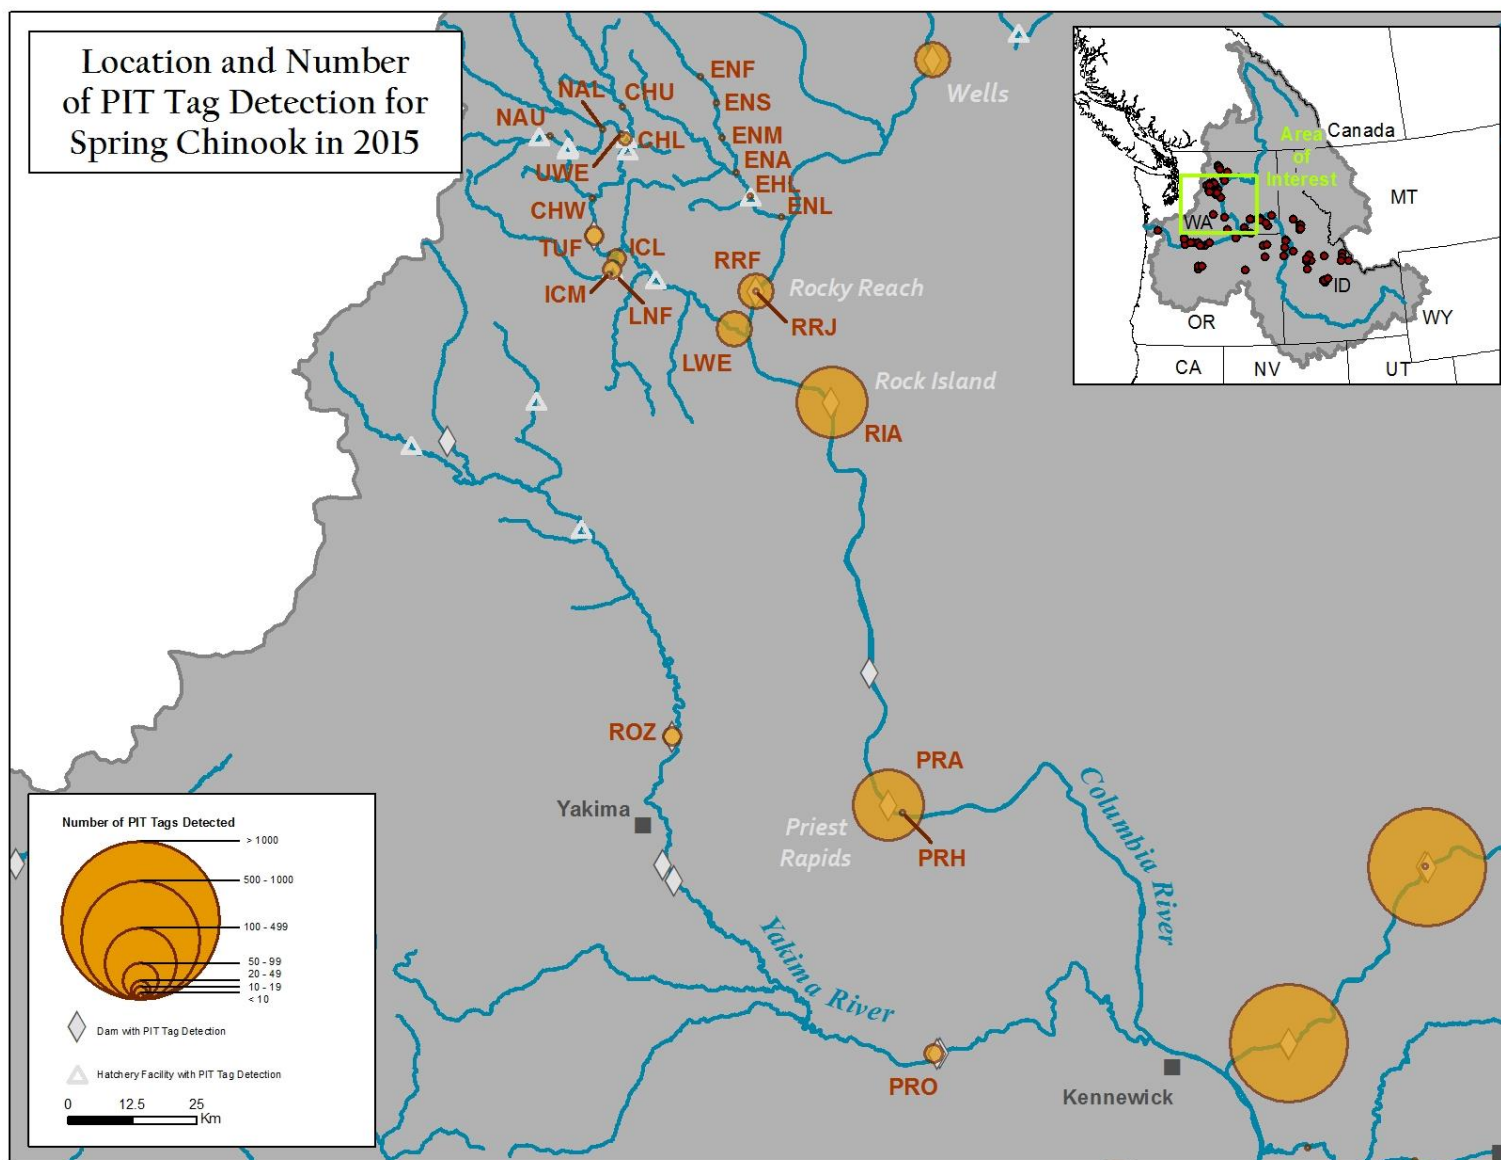 Location and Number
of PIT Tag Detection for
Spring Chinook in 2015
ENF
Wells
NAL
CHU
ENS
NAU
CHL
ENM
UWE
ENA
EHL
CHW
ENL
TUF
ICL
RRF
Rocky Reach
ICM
LNF
RRJ
LWE
Rock Island
RIA
Canada
Area
of
Interest
MT
WA
ID
OR
WY
CA
NV
UT
ROZ
PRA
Yakima
Priest
Rapids
PRH
Columbia River
Yakima River
PRO
Kennewick
Number of PIT Tags Detected
> 1000
500 - 1000
100 - 499
50 - 99
20 - 49
10 - 19
< 10
Dam with PIT Tag Detection
Hatchery Facility with PIT Tag Detection
0 12.5 25
Km